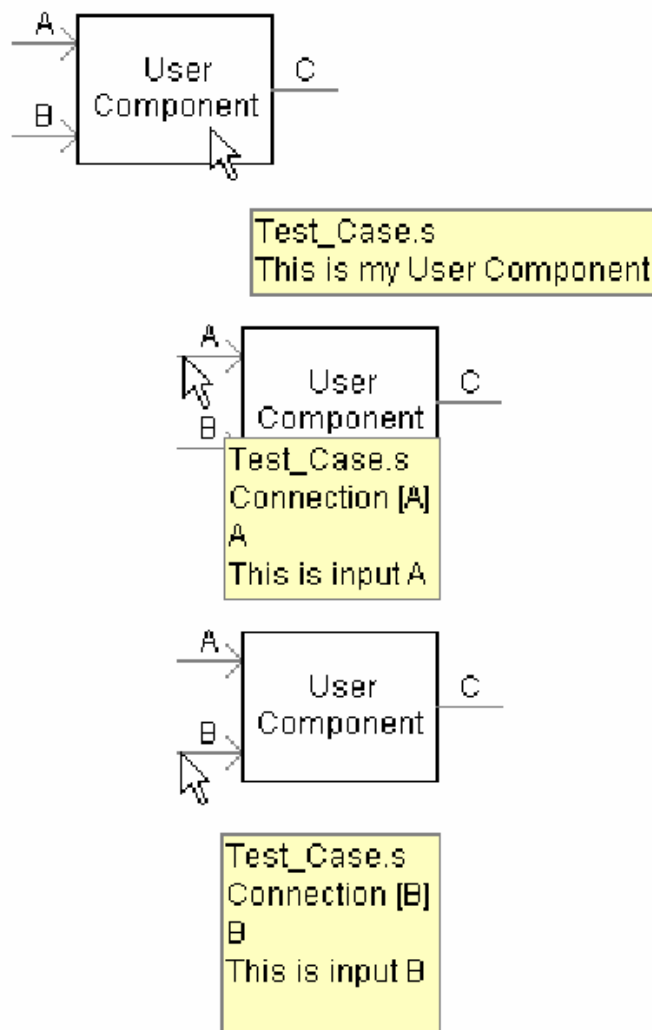 A
User
Component
C
B
Test_Case.s
This is my User Component
A
User
Component
C
B
Test_Case.s
Connection [A]
A
This is input A
A
User
Component
C
B
Test_Case.s
Connection [B]
B
This is input B